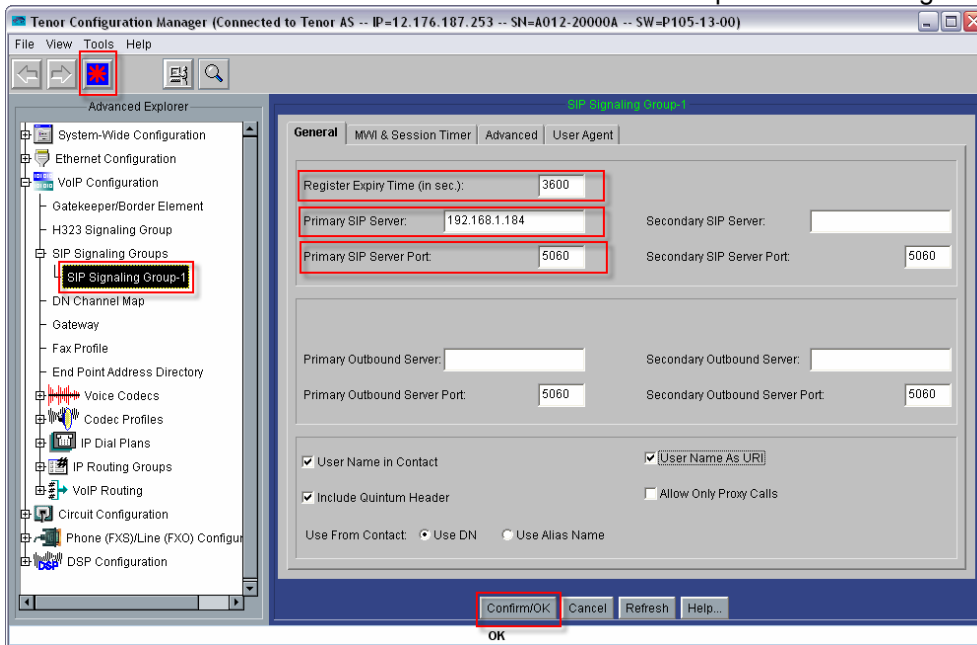 Tenor Configuration Manager (Connected to Tenor AS -- IP=12.176.187.253 -- SN=A012-20000A -- SW=P105-13-00)
File View Tools Help
Advanced Explorer
System-Wide Configuration
Ethernet Configuration
VoIP Configuration
Gatekeeper/Border Element
H323 Signaling Group
SIP Signaling Groups
SIP Signaling Group-1
DN Channel Map
Gateway
Fax Profile
End Point Address Directory
Voice Codecs
Codec Profiles
IP Dial Plans
IP Routing Groups
VoIP Routing
Circuit Configuration
Phone (FXS)/Line (FXO) Configur
DSP DSP Configuration
SIP Signaling Group-1
General MWI & Session Timer Advanced User Agent
Register Expiry Time (in sec.): 3600
Primary SIP Server: 192.168.1.184 Secondary SIP Server:
Primary SIP Server Port: 5060 Secondary SIP Server Port: 5060
Primary Outbound Server: Secondary Outbound Server:
Primary Outbound Server Port: 5060 Secondary Outbound Server Port: 5060
User Name in Contact User Name As URI
Include Quintum Header Allow Only Proxy Calls
Use From Contact: Use DN Use Alias Name
Confirm/OK Cancel Refresh Help...
OK